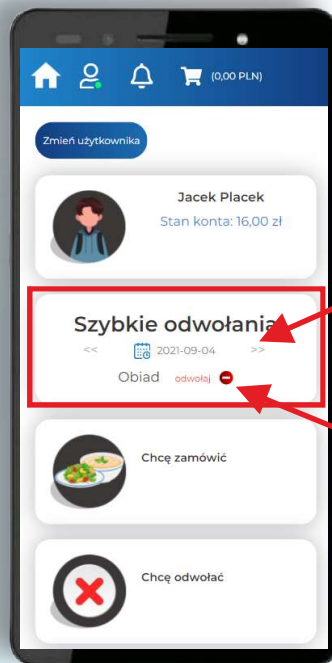 (0,00 PLN)
Zmień użytkownika
Jacek Placek
Stan konta: 16,00 zł
Szybkie odwołania
<< 2021-09-04 >>
Obiad odwołaj
Chcę zamówić
Chcę odwołać